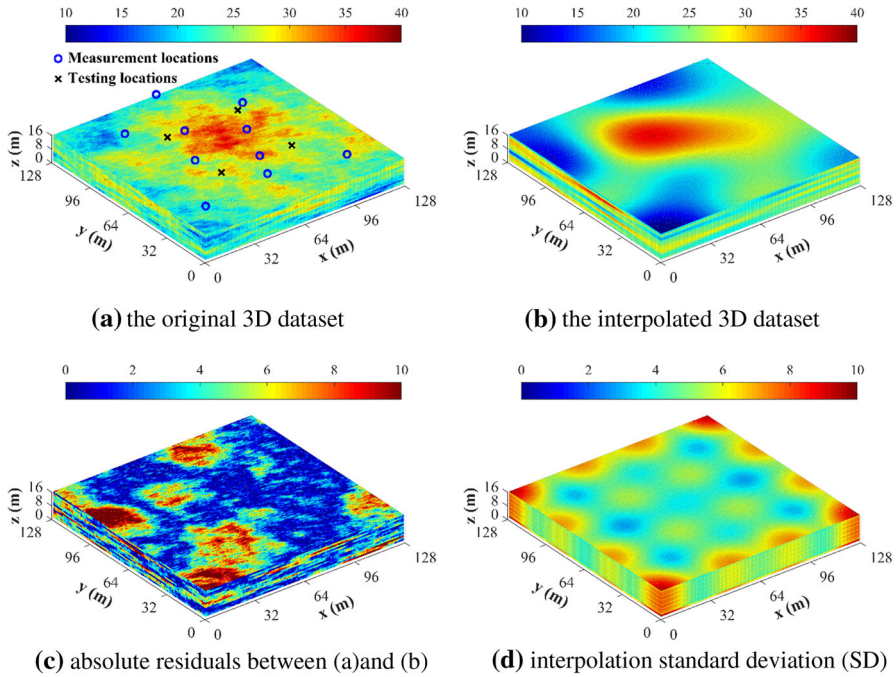 10 15 20 25 30 35 40
Measurement locations
Testing locations
z (m)
16
8
0
128
96
64
32
0
y (m)
0
32
64
96
128
x (m)
(a) the original 3D dataset
10 15 20 25 30 35 40
z (m)
16
8
0
128
96
64
32
0
y (m)
0
32
64
96
128
x (m)
(b) the interpolated 3D dataset
0 2 4 6 8 10
z (m)
16
8
0
128
96
64
32
0
y (m)
0
32
64
96
128
x (m)
(c) absolute residuals between (a)and (b)
0 2 4 6 8 10
z (m)
16
8
0
128
96
64
32
0
y (m)
0
32
64
96
128
x (m)
(d) interpolation standard deviation (SD)